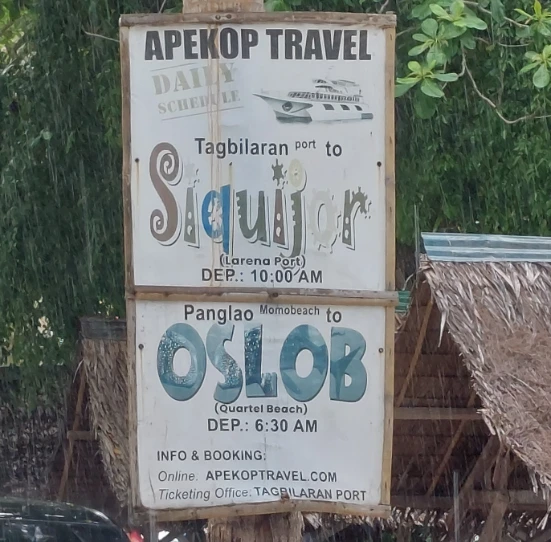 APEKOP TRAVEL
DAILY
SCHEDULE
Tagbilaran port to
Siquijor
(Larena Port)
DEP.: 10:00 AM
Panglao Momobeach to
OSLOB
(Quartel Beach)
DEP.: 6:30 AM
INFO & BOOKING:
Online. APEKOPTRAVEL.COM
Ticketing Office: TAGBILARAN PORT